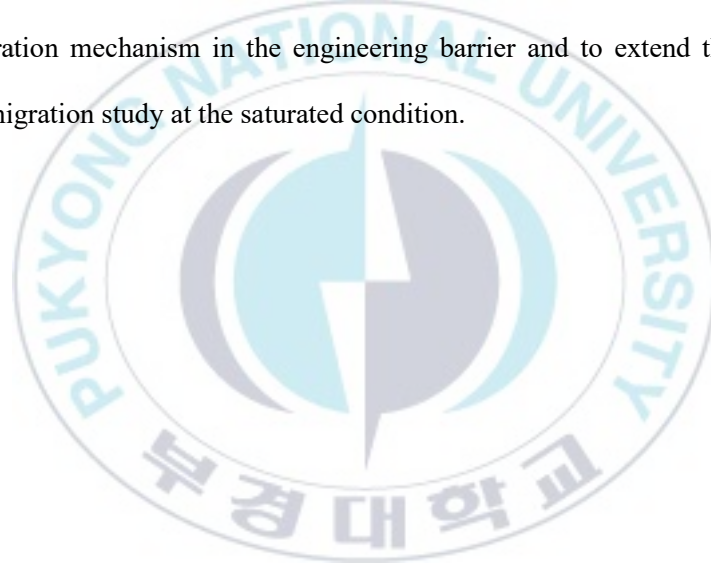 ration mechanism in the engineering barrier and to extend t
migration study at the saturated condition.
PUKYONG NATIONAL UNIVERSITY
부경대학교